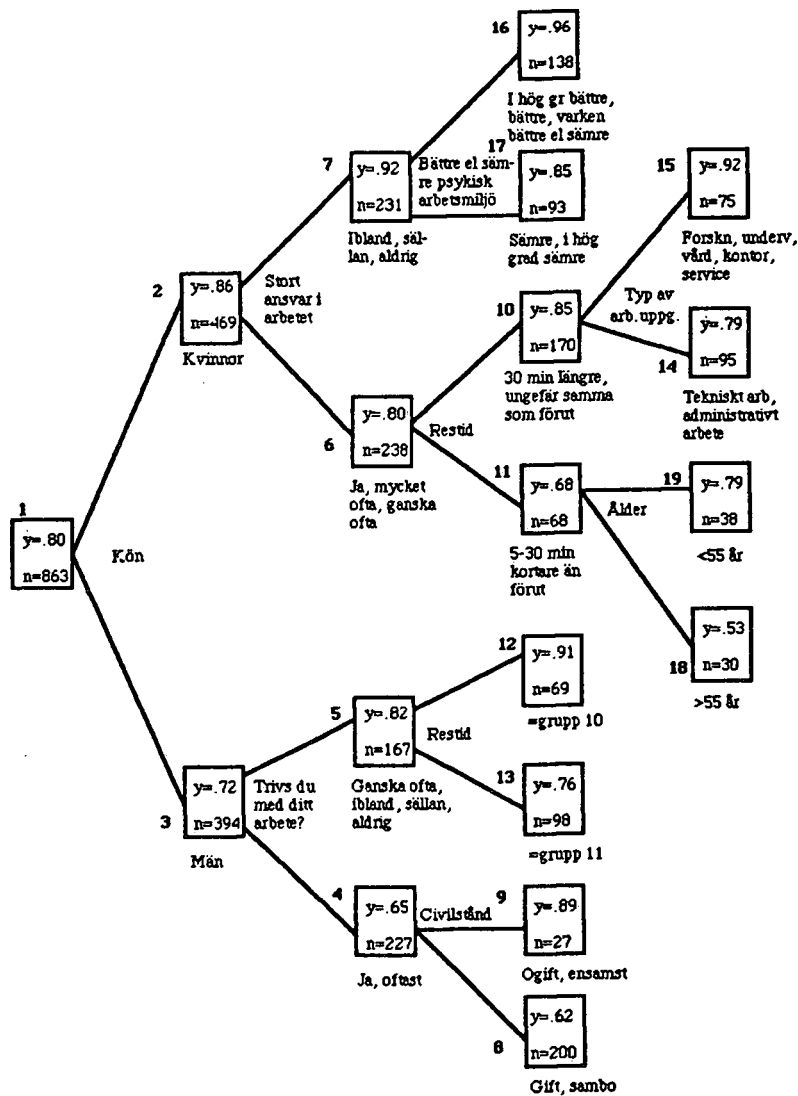 16
y=.96
n=138
I hög gr bättre,
bättre, varken
bättre el sämre
7
y=.92
n=231
Ibland, säl-
lan, aldrig
Bättre el säm-
re psykisk
arbetsmiljö
17
y=.85
n=93
Sämre, i hög
grad sämre
15
y=.92
n=75
Forskn, underv,
vård, kontor,
service
2
y=.86
n=469
Kvinnor
Stort
ansvar i
arbetet
10
y=.85
n=170
30 min längre,
ungefär samma
som förut
Typ av
arb.uppg.
14
y=.79
n=95
Tekniskt arb,
administrativt
arbete
6
y=.80
n=238
Ja, mycket
ofta, ganska
ofta
Restid
11
y=.68
n=68
5-30 min
kortare än
förut
Ålder
19
y=.79
n=38
<55 år
1
y=.80
n=863
Kön
18
y=.53
n=30
>55 år
12
y=.91
n=69
=grupp 10
5
y=.82
n=167
Ganska ofta,
ibland, sällan,
aldrig
Restid
13
y=.76
n=98
=grupp 11
3
y=.72
n=394
Män
Trivs du
med ditt
arbete?
4
y=.65
n=227
Ja, oftast
Civilstånd
9
y=.89
n=27
Ogift, ensamst
8
y=.62
n=200
Gift, sambo